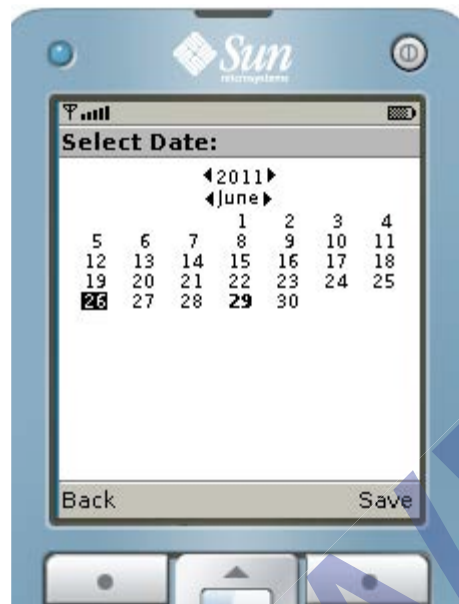 Sun
microsystems
Select Date:
2011
June
1 2 3 4
5 6 7 8 9 10 11
12 13 14 15 16 17 18
19 20 21 22 23 24 25
26 27 28 29 30
Back Save